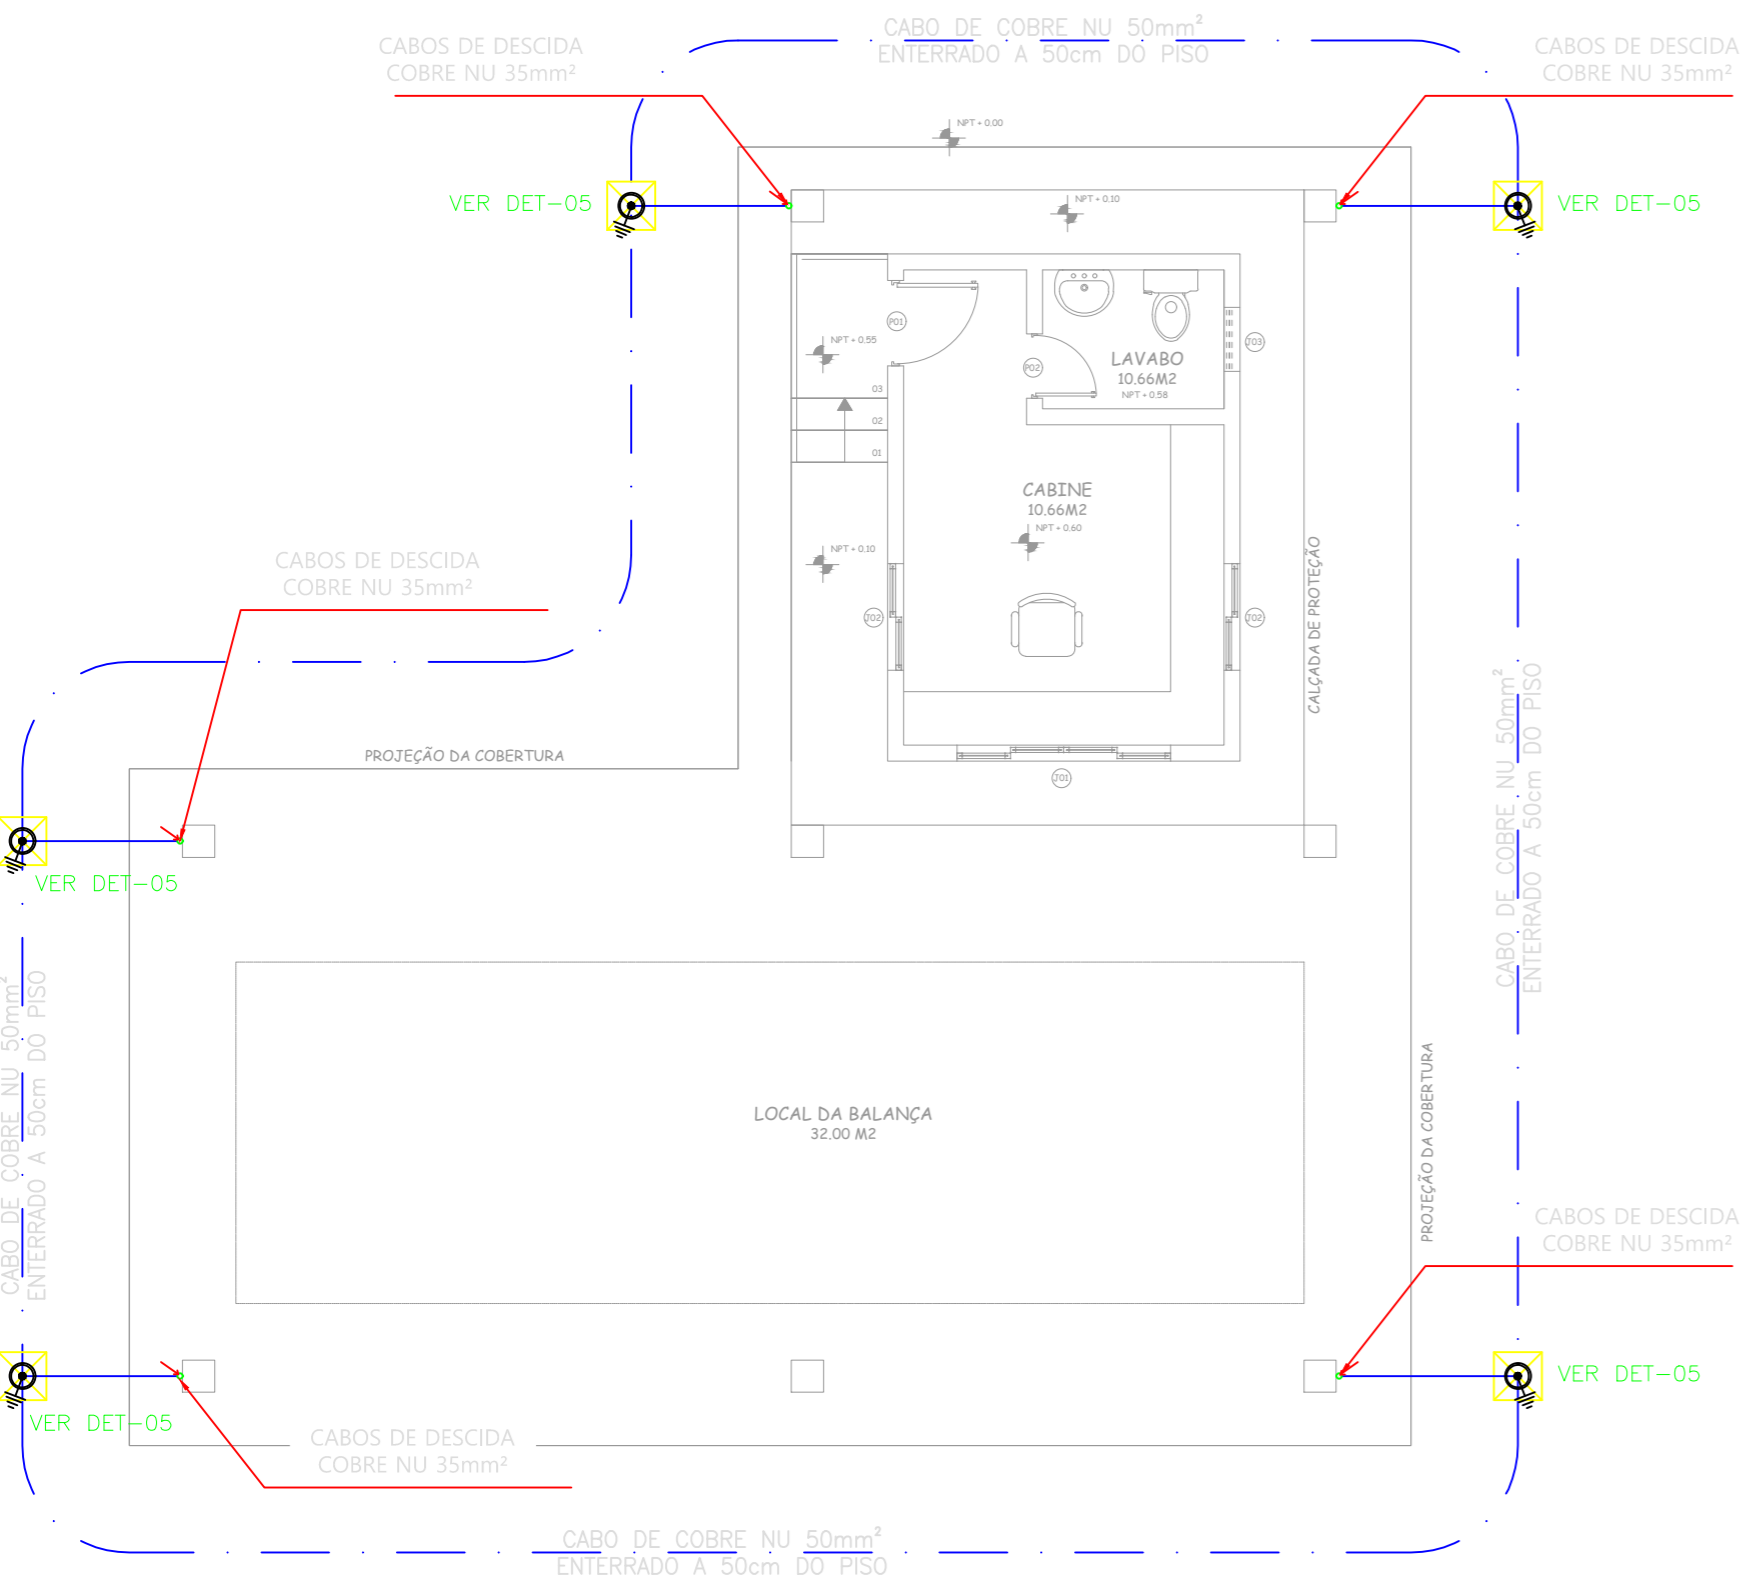 CABO DE COBRE NU 50mm²
ENTERRADO A 50cm DO PISO
CABOS DE DESCIDA
COBRE NU 35mm²
CABOS DE DESCIDA
COBRE NU 35mm²
NPT + 0.00
VER DET-05
NPT + 0,10
VER DET-05
P01
NPT + 0,55
J03
LAVABO
10.66M2
NPT + 0,58
P02
03
02
01
CABINE
10.66M2
NPT + 0,60
NPT + 0,10
CABOS DE DESCIDA
COBRE NU 35mm²
CALÇADA DE PROTEÇÃO
J02
J02
CABO DE COBRE NU 50mm²
ENTERRADO A 50cm DO PISO
PROJEÇÃO DA COBERTURA
J01
VER DET-05
CABO DE COBRE NU 50mm²
ENTERRADO A 50cm DO PISO
LOCAL DA BALANÇA
32,00 M2
PROJEÇÃO DA COBERTURA
CABOS DE DESCIDA
COBRE NU 35mm²
VER DET-05
VER DET-05
CABOS DE DESCIDA
COBRE NU 35mm²
CABO DE COBRE NU 50mm²
ENTERRADO A 50cm DO PISO